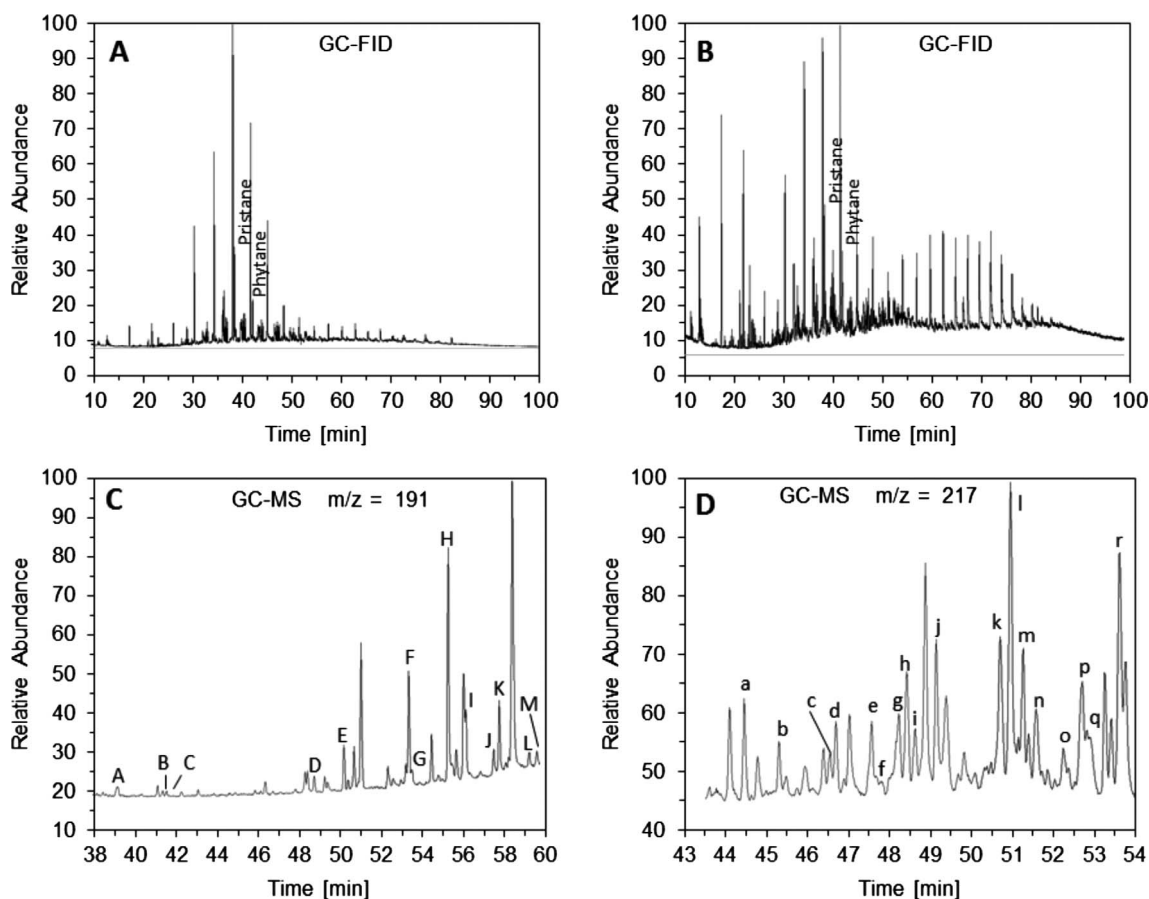 A
GC-FID
Relative Abundance
100
90
80
70
60
50
40
30
20
10
0
Pristane
Phytane
10 20 30 40 50 60 70 80 90 100
Time [min]
B
GC-FID
Relative Abundance
100
90
80
70
60
50
40
30
20
10
0
Pristane
Phytane
10 20 30 40 50 60 70 80 90 100
Time [min]
C
GC-MS m/z = 191
Relative Abundance
100
90
80
70
60
50
40
30
20
10
A B C D E F G H I J K L M
38 40 42 44 46 48 50 52 54 56 58 60
Time [min]
D
GC-MS m/z = 217
Relative Abundance
100
90
80
70
60
50
40
a b c d e f g h i j k l m n o p q r
43 44 45 46 47 48 49 50 51 52 53 54
Time [min]